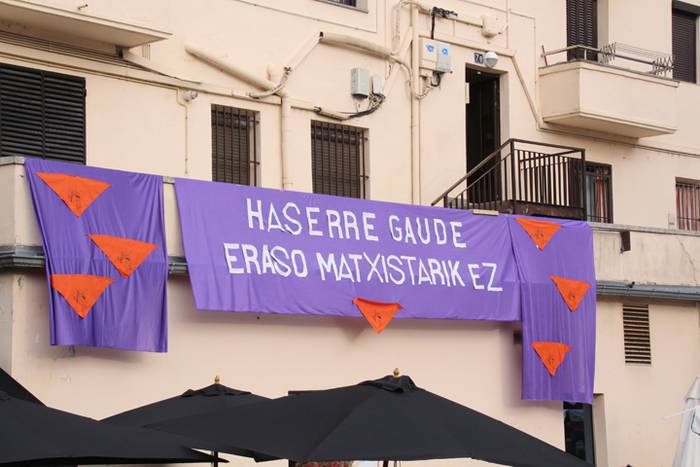 HASERRE GAUDE
ERASO MATXISTARIK EZ